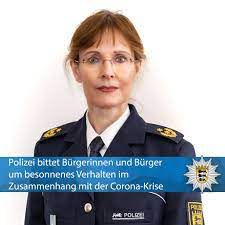 Polizei bittet Bürgerinnen und Bürger
um besonnenes Verhalten im
Zusammenhang mit der Corona-Krise
POLIZEI